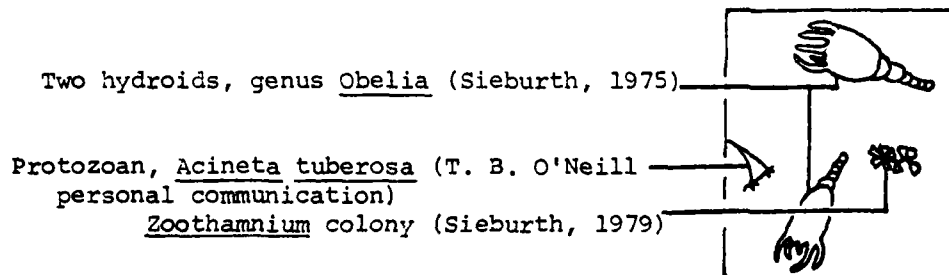 Two hydroids, genus Obelia (Sieburth, 1975)
Protozoan, Acineta tuberosa (T. B. O'Neill
personal communication)
Zoothamnium colony (Sieburth, 1979)